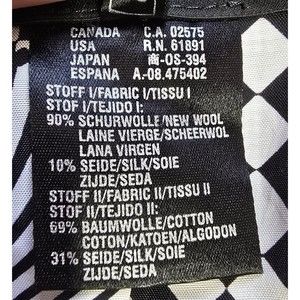 CANADA C.A. 02575
USA R.N. 61891
JAPAN 商-OS-394
ESPANA A-08.475402
STOFF I/FABRIC I/TISSU I
STOF I/TEJIDO I:
90% SCHURWOLLE/NEW WOOL
LAINE VIERGE/SCHEERWOL
LANA VIRGEN
10% SEIDE/SILK/SOIE
ZIJDE/SEDA
STOFF II/FABRIC II/TISSU II
STOF II/TEJIDO II:
69% BAUMWOLLE/COTTON
COTON/KATOEN/ALGODON
31% SEIDE/SILK/SOIE
ZIJDE/SEDA